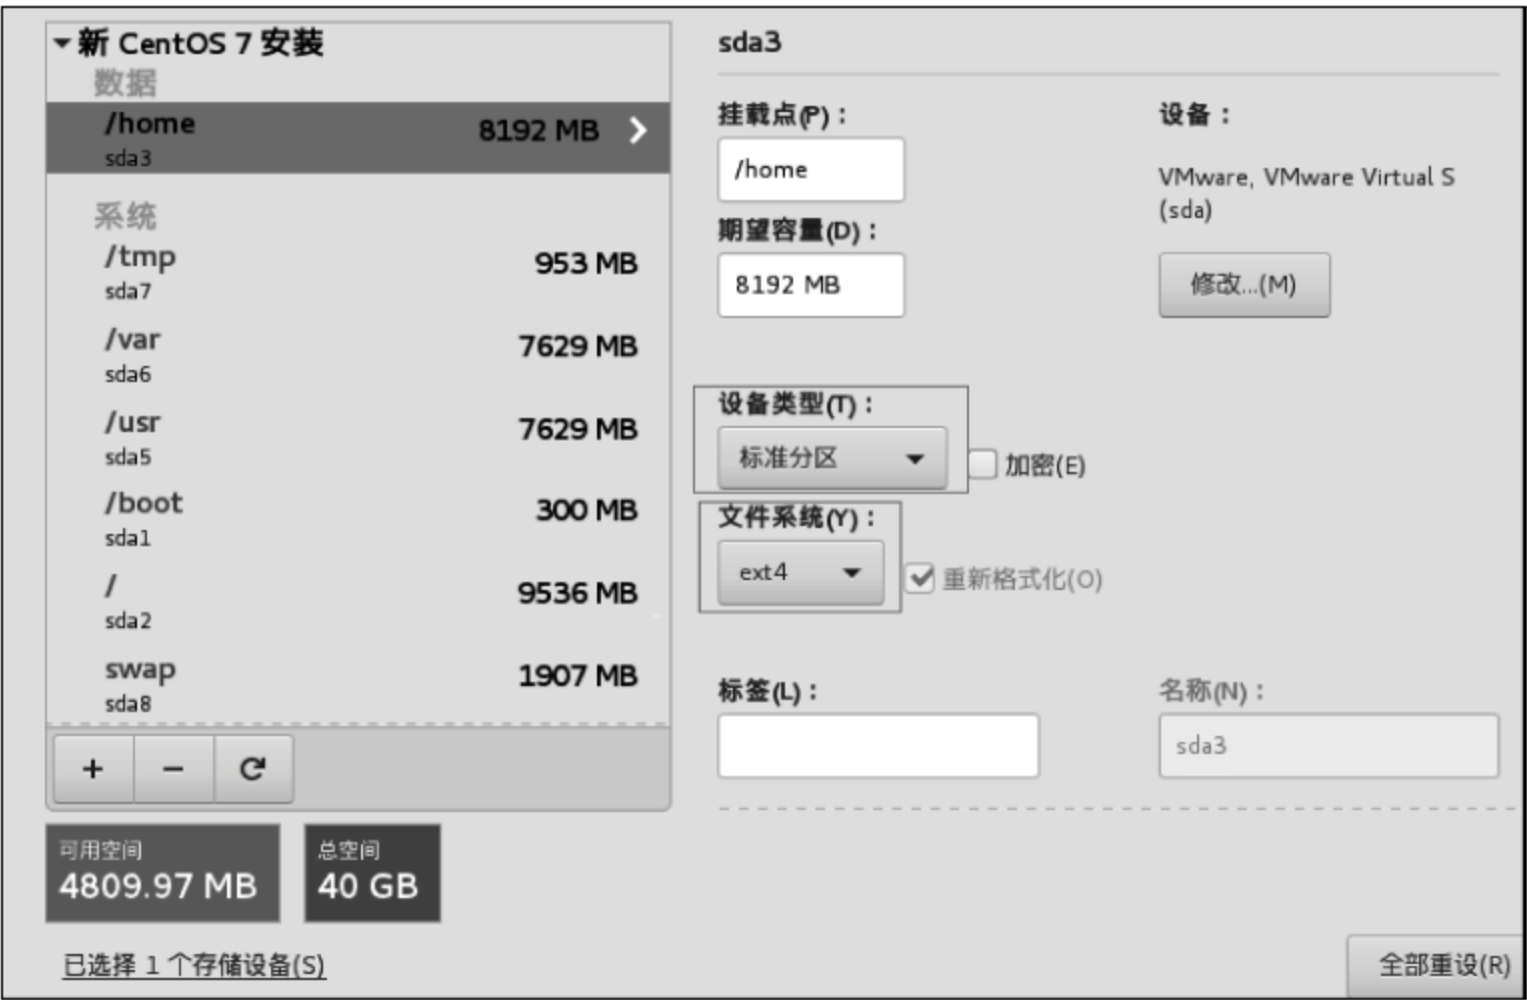 新 CentOS 7 安装
数据
/home
8192 MB
sda3
系统
/tmp
953 MB
sda7
/var
7629 MB
sda6
/usr
7629 MB
sda5
/boot
300 MB
sda1
/
9536 MB
sda2
swap
1907 MB
sda8
+ −
可用空间
4809.97 MB
总空间
40 GB
已选择 1 个存储设备(S)
sda3
挂载点(P)：
/home
期望容量(D)：
8192 MB
设备：
VMware, VMware Virtual S
(sda)
修改...(M)
设备类型(T)：
标准分区
加密(E)
文件系统(Y)：
ext4
重新格式化(O)
标签(L)：
名称(N)：
sda3
全部重设(R)